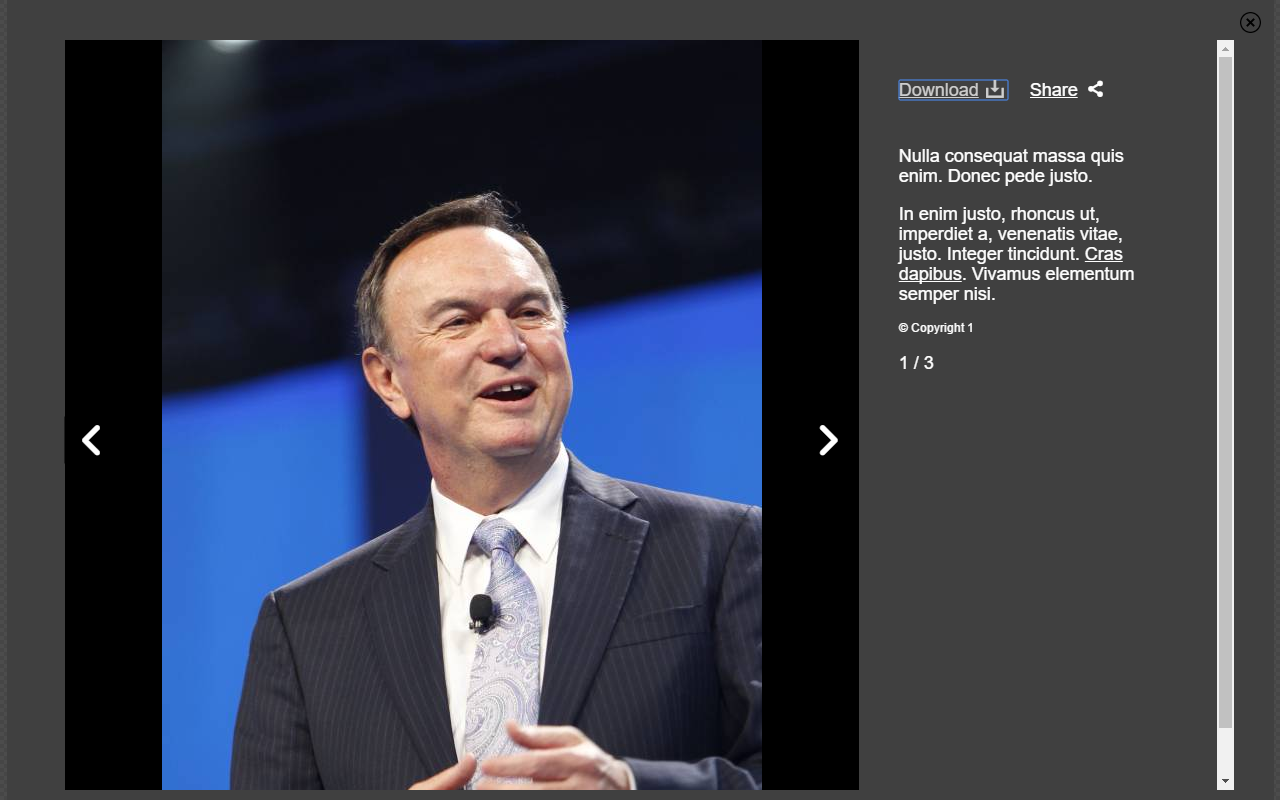 Download
Share
Nulla consequat massa quis
enim. Donec pede justo.
In enim justo, rhoncus ut,
imperdiet a, venenatis vitae,
justo. Integer tincidunt. Cras
dapibus. Vivamus elementum
semper nisi.
© Copyright 1
1 / 3